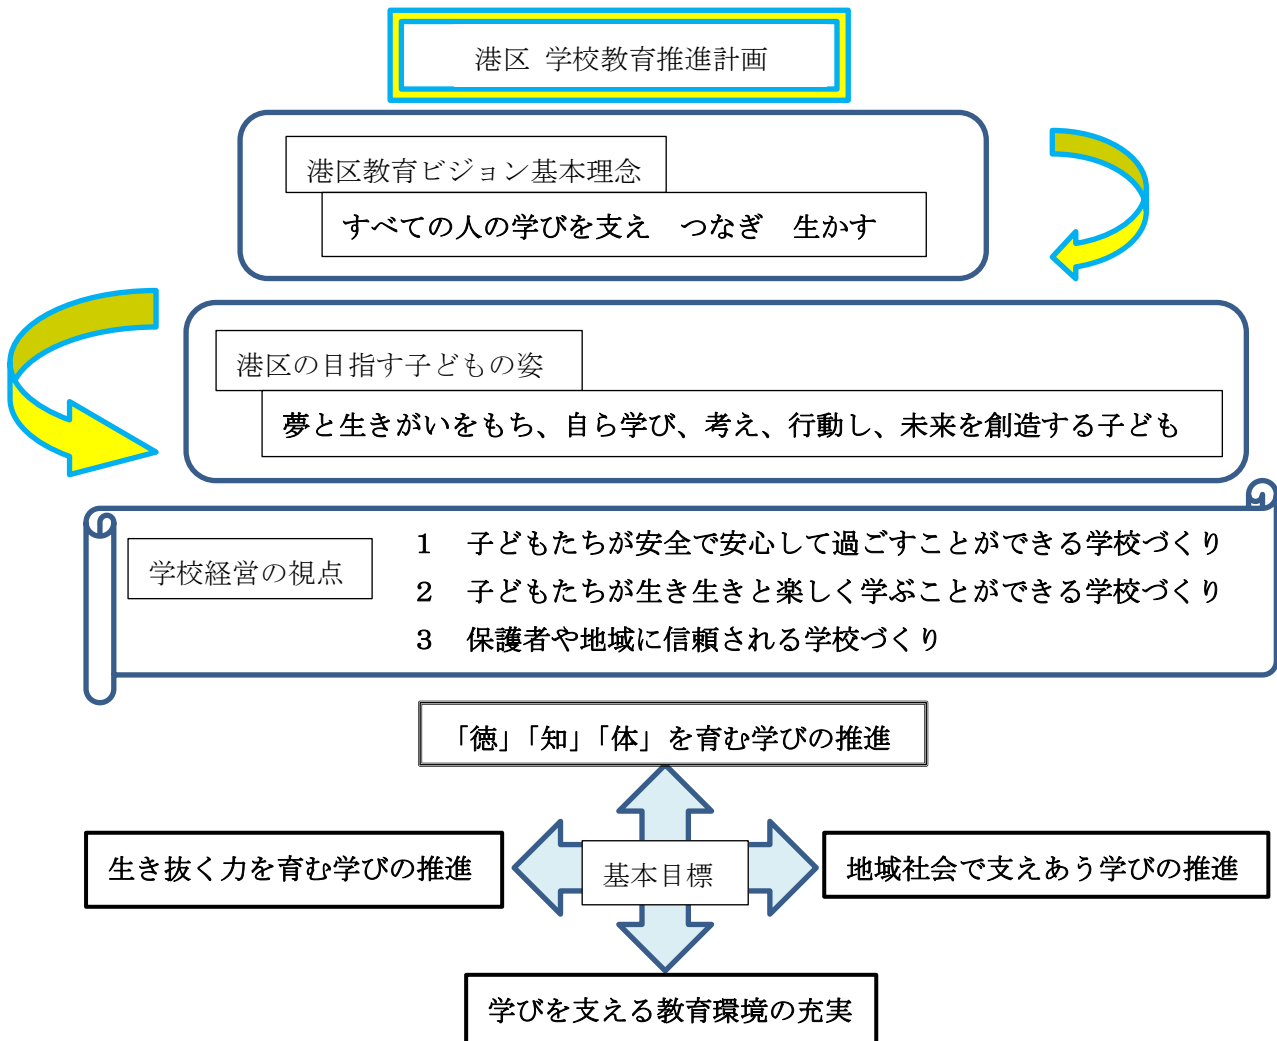 港区 学校教育推進計画
港区教育ビジョン基本理念
すべての人の学びを支え　つなぎ　生かす
港区の目指す子どもの姿
夢と生きがいをもち、自ら学び、考え、行動し、未来を創造する子ども
学校経営の視点
１　子どもたちが安全で安心して過ごすことができる学校づくり
２　子どもたちが生き生きと楽しく学ぶことができる学校づくり
３　保護者や地域に信頼される学校づくり
「徳」「知」「体」を育む学びの推進
生き抜く力を育む学びの推進
基本目標
地域社会で支えあう学びの推進
学びを支える教育環境の充実